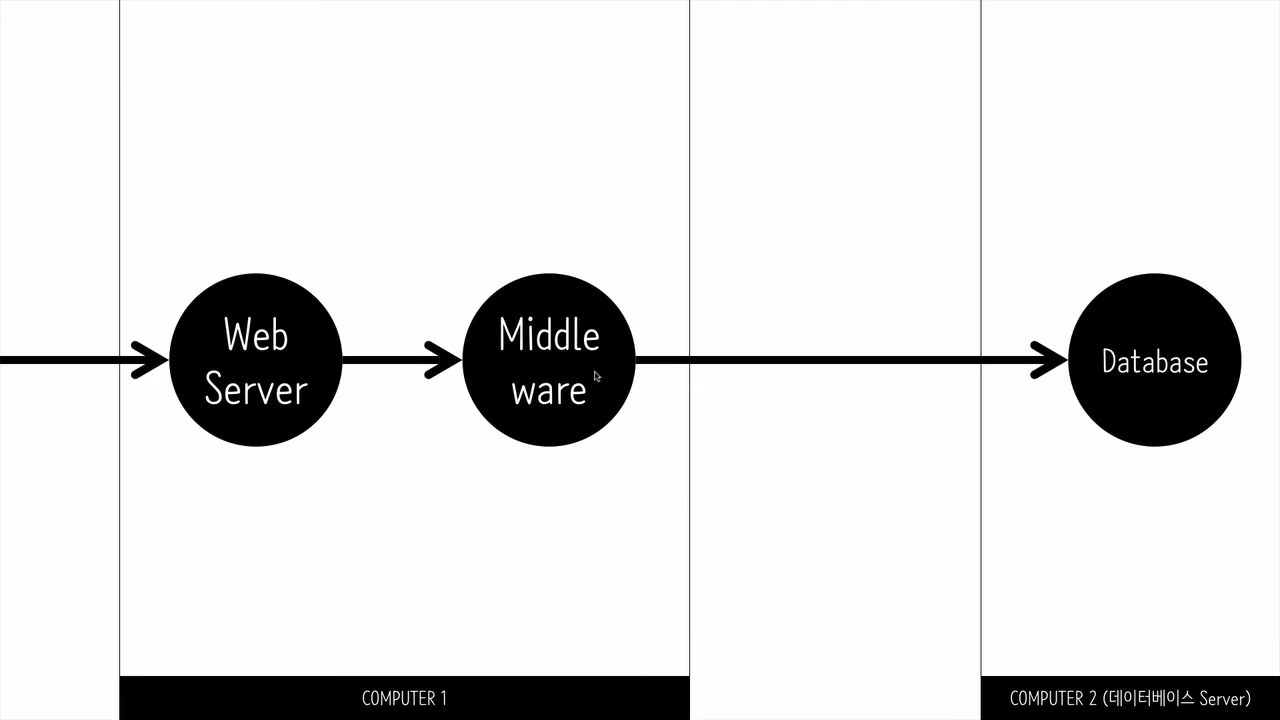 Web
Server
Middle
ware
Database
COMPUTER 1
COMPUTER 2 (데이터베이스 Server)